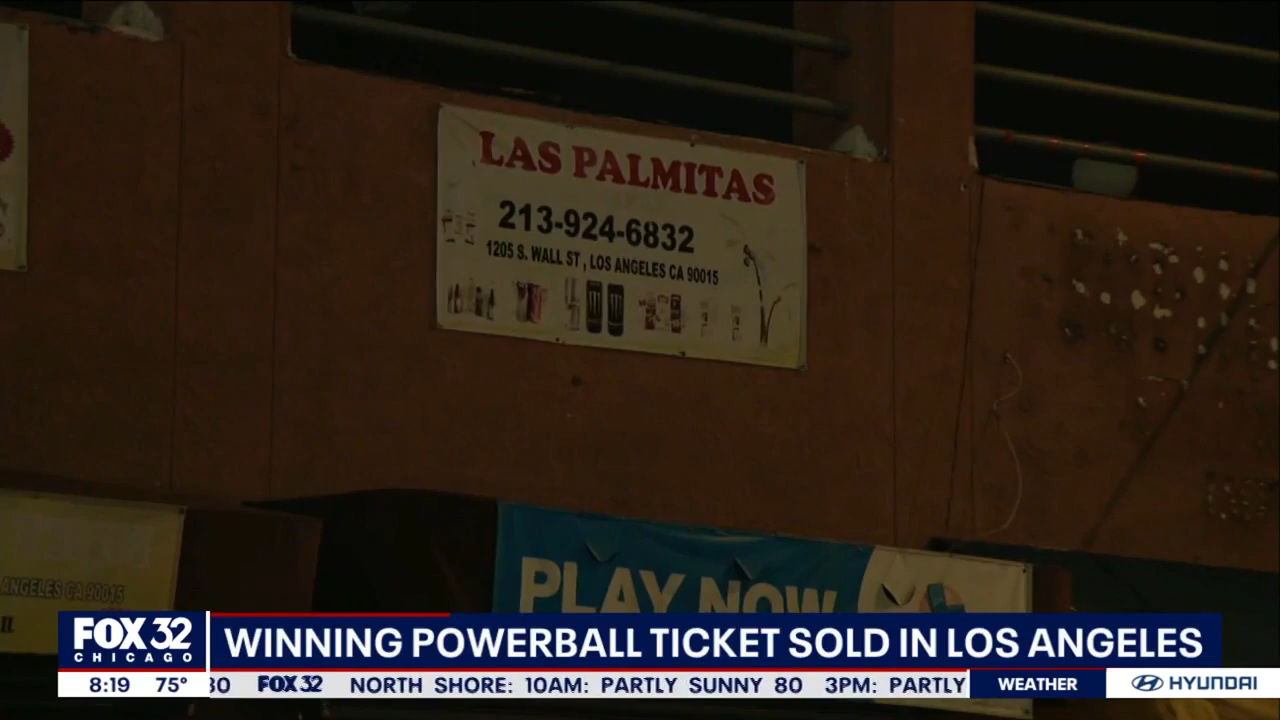 LAS PALMITAS
213-924-6832
1205 S. WALL ST , LOS ANGELES CA 90015
ANGELES CA 90015
PLAY NOW
FOX 32
CHICAGO
WINNING POWERBALL TICKET SOLD IN LOS ANGELES
8:19 75° 80 FOX 32 NORTH SHORE: 10AM: PARTLY SUNNY 80 3PM: PARTLY
WEATHER
HYUNDAI